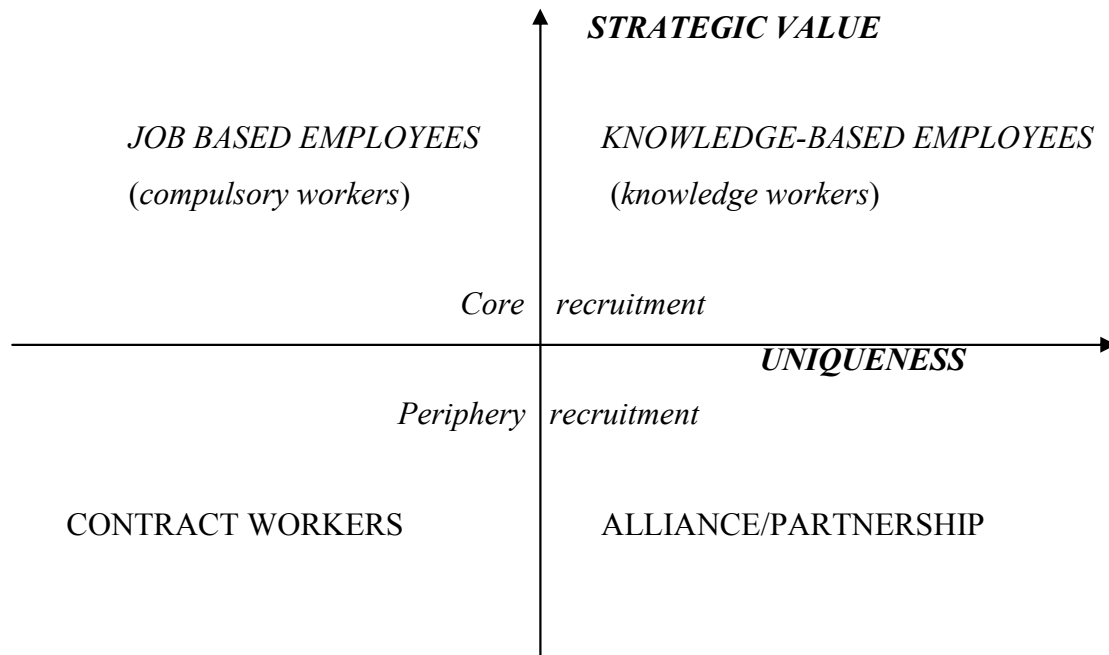 STRATEGIC VALUE
JOB BASED EMPLOYEES
(compulsory workers)
KNOWLEDGE-BASED EMPLOYEES
(knowledge workers)
Core recruitment
UNIQUENESS
Periphery recruitment
CONTRACT WORKERS
ALLIANCE/PARTNERSHIP